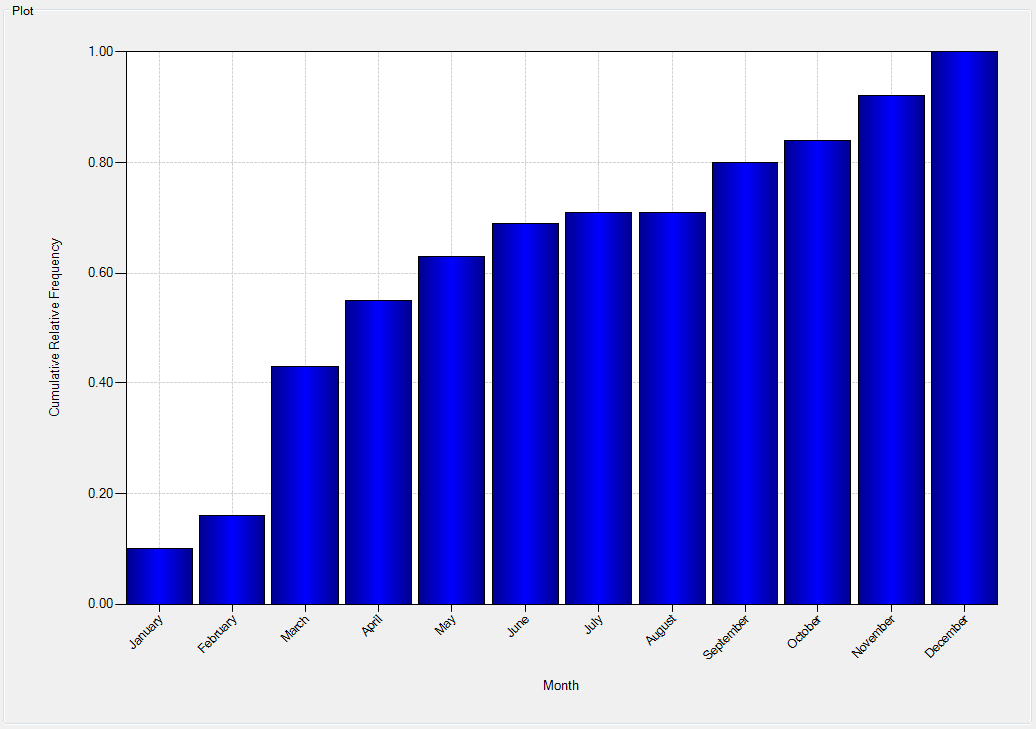 Plot
1.00
0.80
0.60
0.40
0.20
0.00
Cumulative Relative Frequency
January
February
March
April
May
June
July
August
September
October
November
December
Month